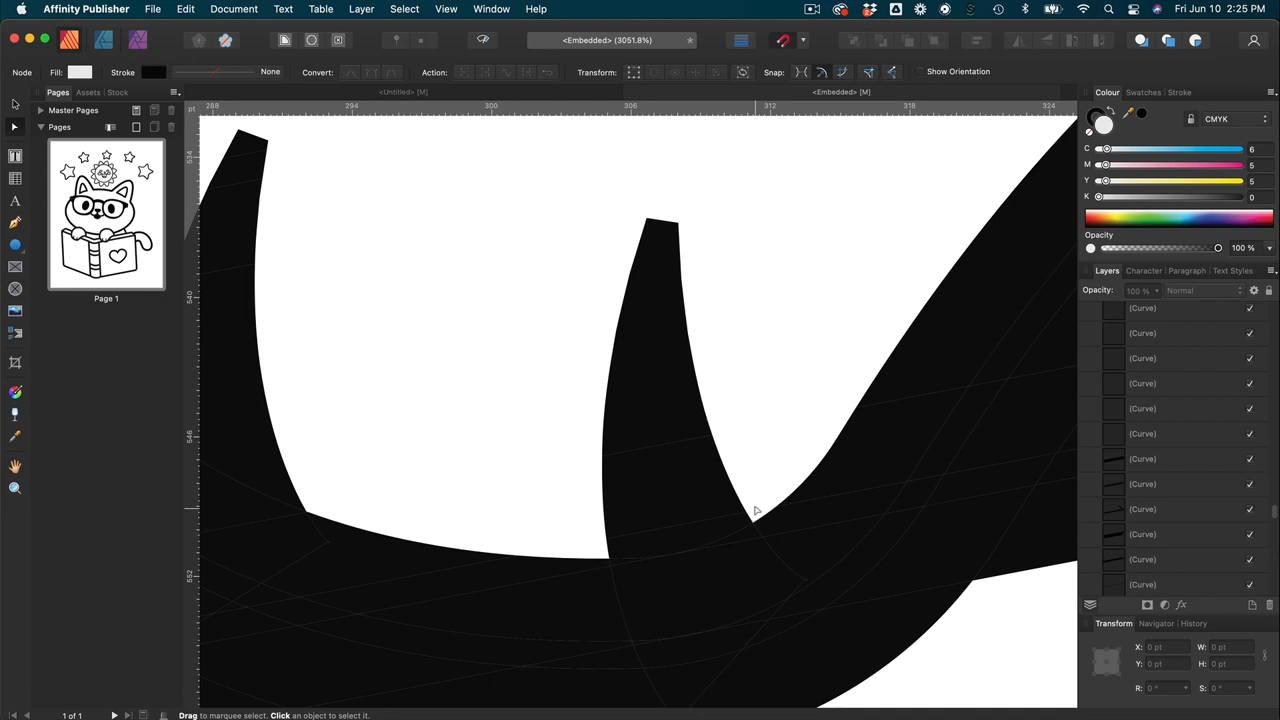 Affinity Publisher File Edit Document Text Table Layer Select View Window Help Fri Jun 10 2:25 PM
<Embedded> (3051.8%)
Node Fill: Stroke None Convert: Action: Transform: Snap: Show Orientation
Pages Assets Stock
<Untitled> [M] <Embedded> [M]
Colour Swatches Stroke
pt 288 294 300 306 312 318 324
Master Pages
Pages
CMYK
534
540
546
552
C 6
M 5
Y 5
K 0
Opacity
100 %
Layers Character Paragraph Text Styles
Opacity: 100 % Normal
Page 1
(Curve)
(Curve)
(Curve)
(Curve)
(Curve)
(Curve)
(Curve)
(Curve)
(Curve)
(Curve)
(Curve)
(Curve)
fx
Transform Navigator History
X: 0 pt W: 0 pt
Y: 0 pt H: 0 pt
R: 0 ° S: 0 °
1 of 1 Drag to marquee select. Click an object to select it.